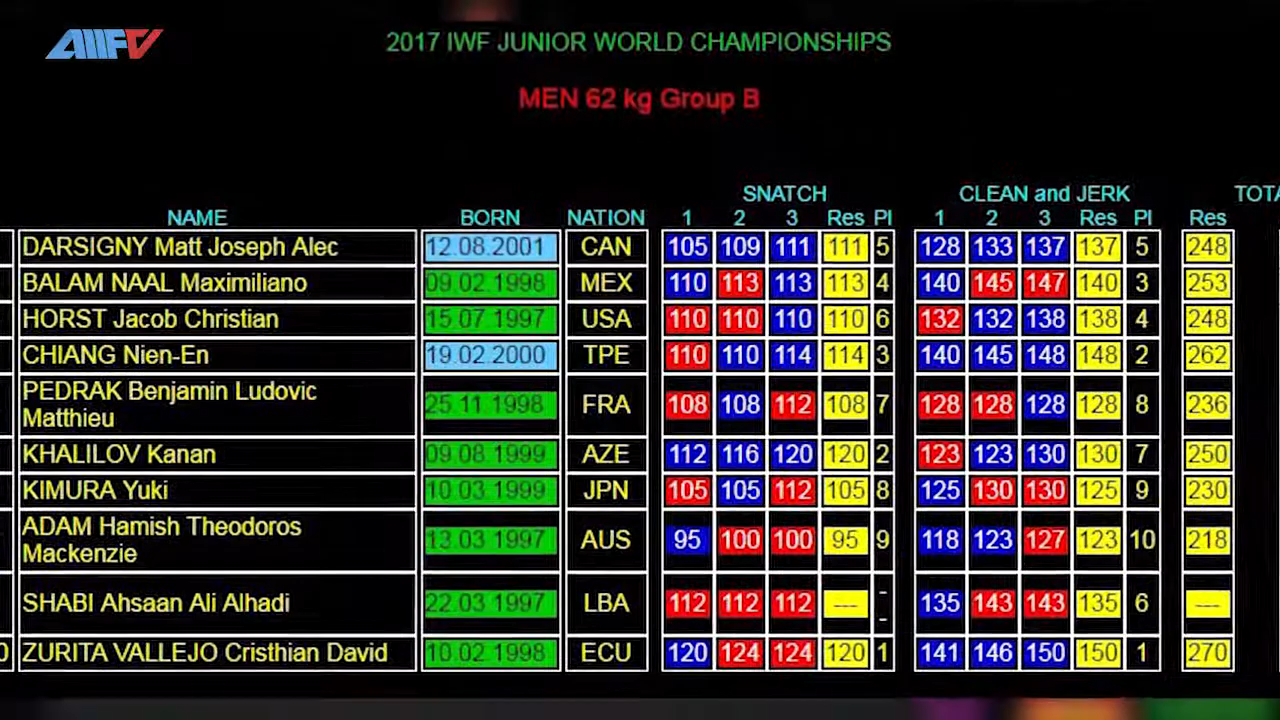 AIIFV
2017 IWF JUNIOR WORLD CHAMPIONSHIPS
MEN 62 kg Group B
SNATCH CLEAN and JERK
NAME BORN NATION 1 2 3 Res Pl 1 2 3 Res Pl Res
DARSIGNY Matt Joseph Alec 12.08.2001 CAN 105 109 111 111 5 128 133 137 137 5 248
BALAM NAAL Maximiliano 09.02.1998 MEX 110 113 113 113 4 140 145 147 140 3 253
HORST Jacob Christian 15.07.1997 USA 110 110 110 110 6 132 132 138 138 4 248
CHIANG Nien-En 19.02.2000 TPE 110 110 114 114 3 140 145 148 148 2 262
PEDRAK Benjamin Ludovic
Matthieu 25.11.1998 FRA 108 108 112 108 7 128 128 128 128 8 236
KHALILOV Kanan 09.08.1999 AZE 112 116 120 120 2 123 123 130 130 7 250
KIMURA Yuki 10.03.1999 JPN 105 105 112 105 8 125 130 130 125 9 230
ADAM Hamish Theodoros
Mackenzie 13.03.1997 AUS 95 100 100 95 9 118 123 127 123 10 218
SHABI Ahsaan Ali Alhadi 22.03.1997 LBA 112 112 112 --- -- 135 143 143 135 6 ---
ZURITA VALLEJO Cristhian David 10.02.1998 ECU 120 124 124 120 1 141 146 150 150 1 270